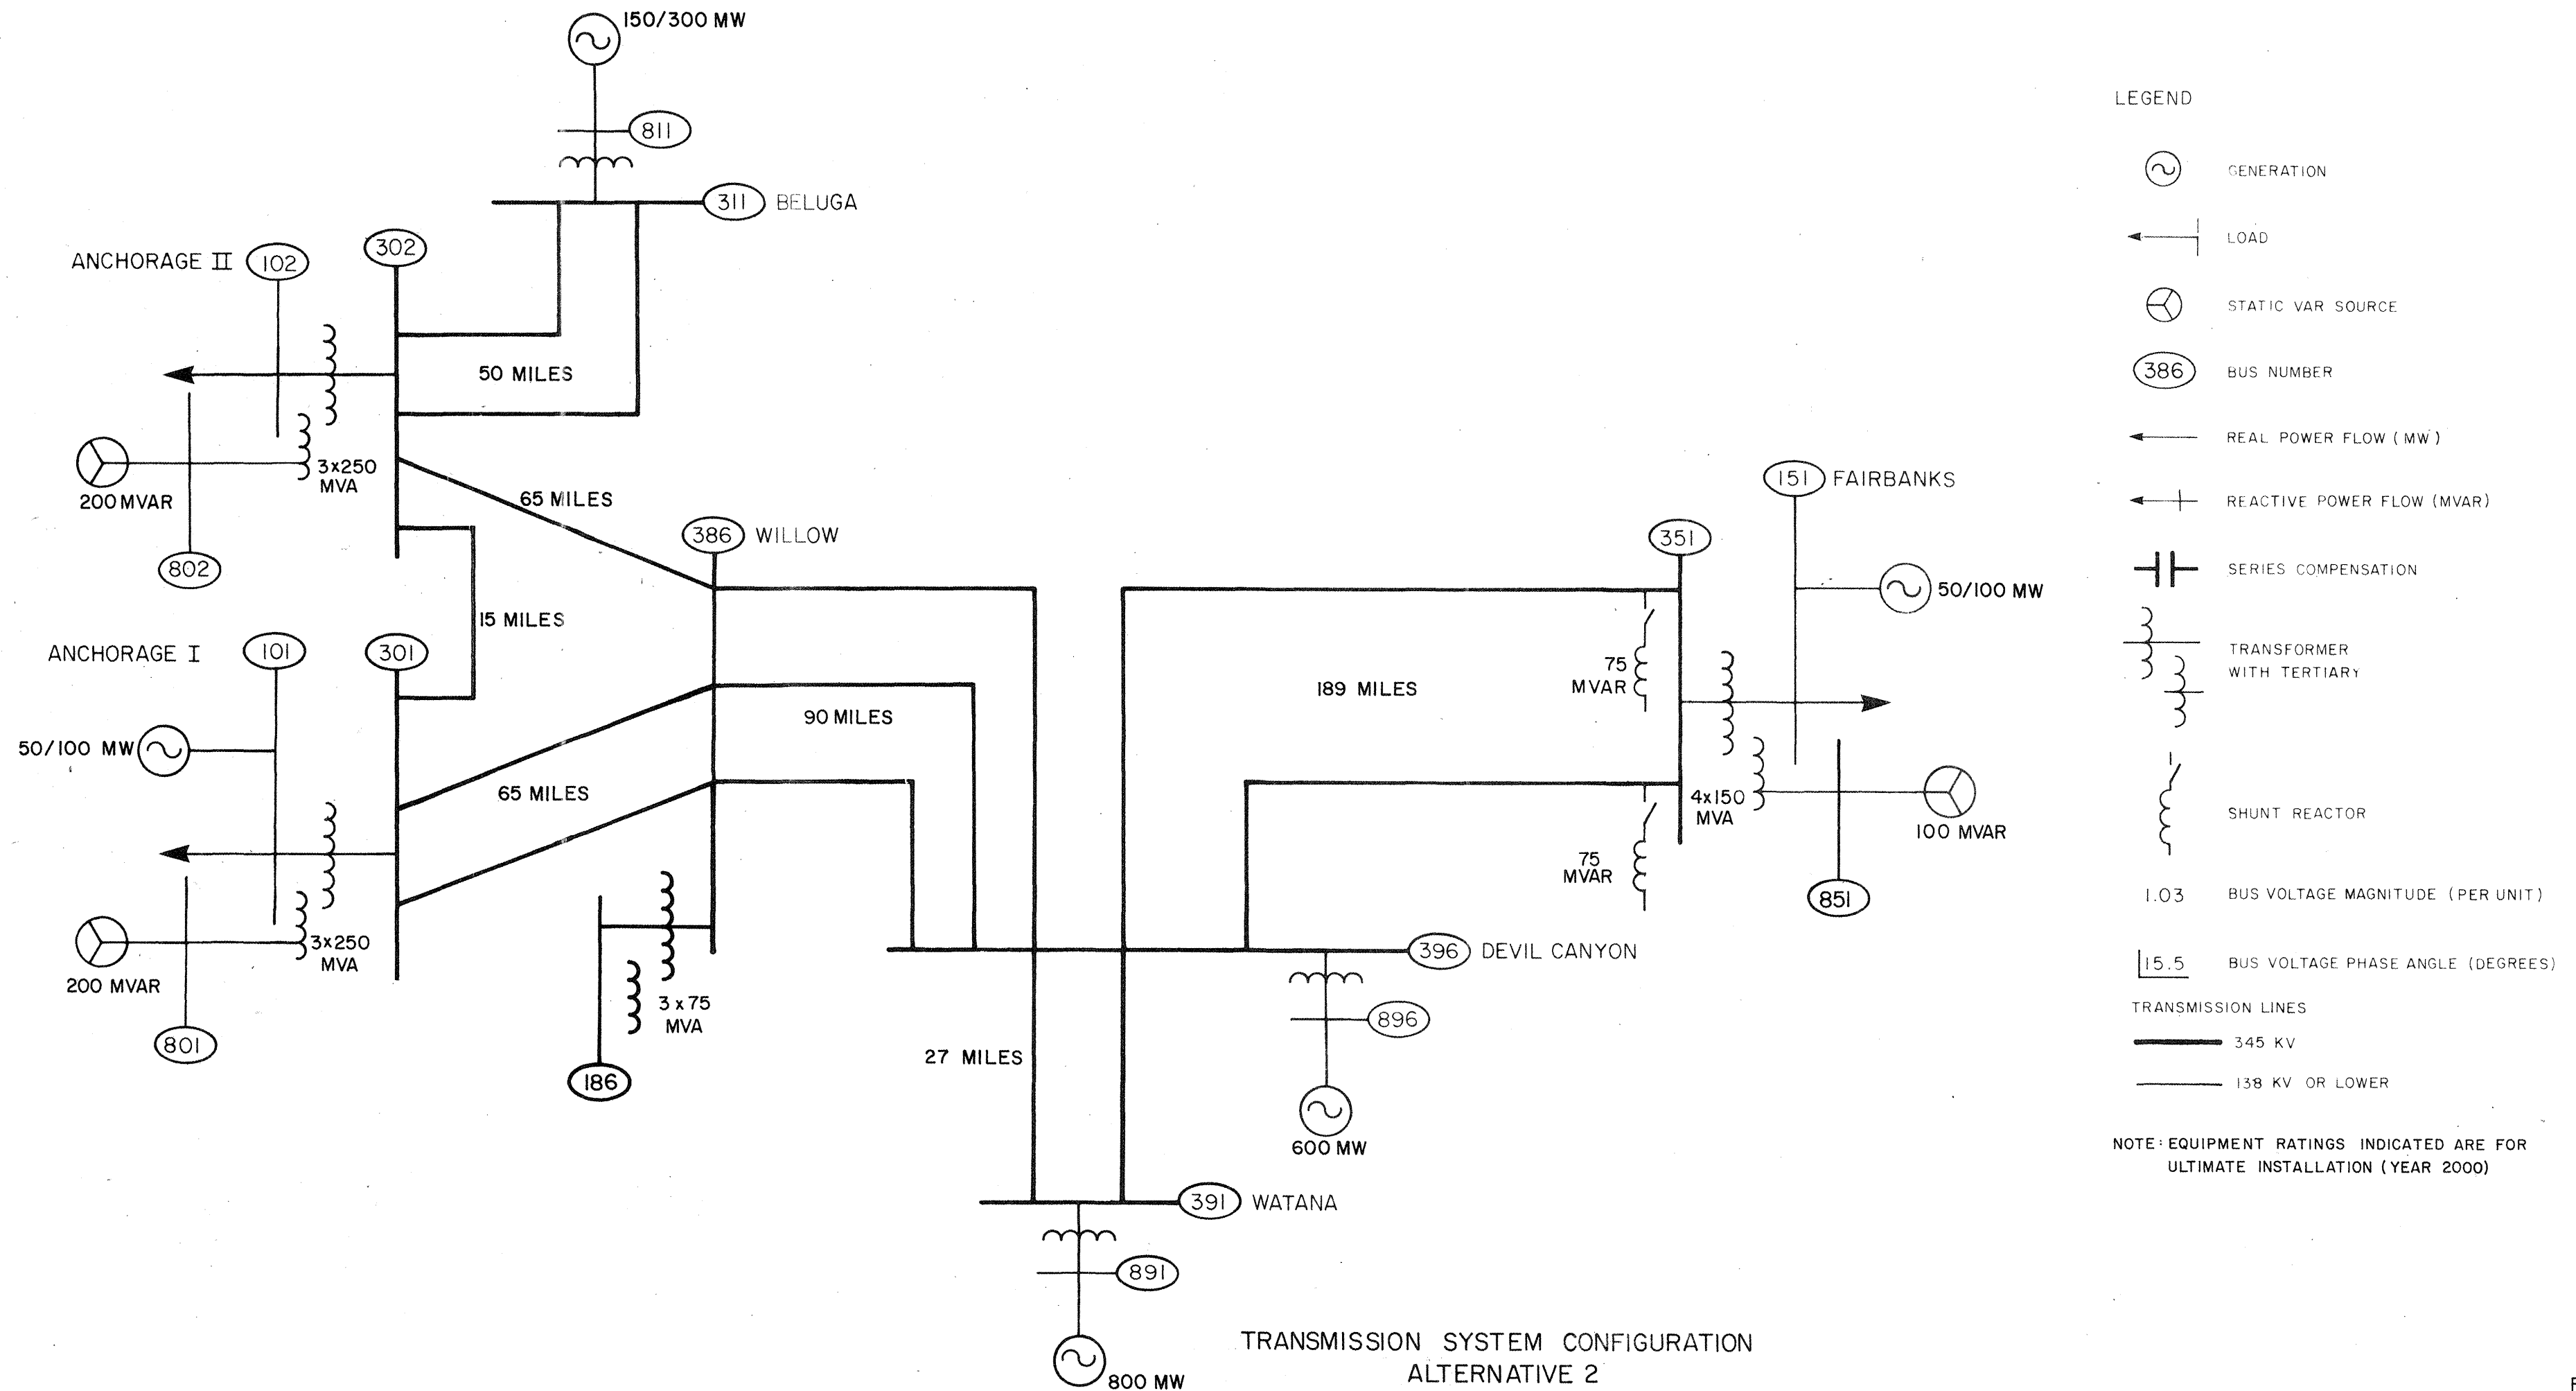 150/300 MW
811
311 BELUGA
302
ANCHORAGE II 102
50 MILES
3x250
MVA
200 MVAR
802
65 MILES
386 WILLOW
15 MILES
ANCHORAGE I
101
301
50/100 MW
90 MILES
65 MILES
3x250
MVA
200 MVAR
801
3 x 75
MVA
186
27 MILES
189 MILES
351
151 FAIRBANKS
50/100 MW
75
MVAR
4x150
MVA
100 MVAR
75
MVAR
851
396 DEVIL CANYON
896
600 MW
391 WATANA
891
800 MW
TRANSMISSION SYSTEM CONFIGURATION
ALTERNATIVE 2
LEGEND
GENERATION
LOAD
STATIC VAR SOURCE
386 BUS NUMBER
REAL POWER FLOW (MW)
REACTIVE POWER FLOW (MVAR)
SERIES COMPENSATION
TRANSFORMER
WITH TERTIARY
SHUNT REACTOR
1.03 BUS VOLTAGE MAGNITUDE (PER UNIT)
15.5 BUS VOLTAGE PHASE ANGLE (DEGREES)
TRANSMISSION LINES
345 KV
138 KV OR LOWER
NOTE: EQUIPMENT RATINGS INDICATED ARE FOR
ULTIMATE INSTALLATION (YEAR 2000)